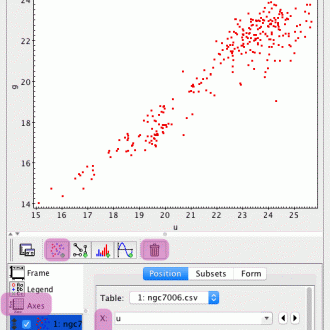 24
22
20
g
18
16
14
15 16 17 18 19 20 21 22 23 24 25
u
Frame
Legend
Axes
1: ngc7
Position Subsets Form
Table: 1: ngc7006.csv
X: u